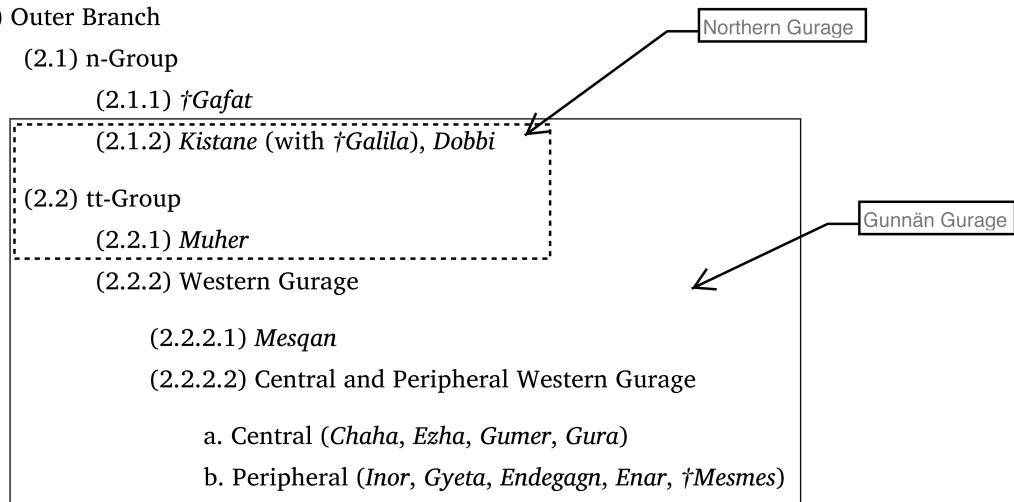 ) Outer Branch
Northern Gurage
(2.1) n-Group
(2.1.1) †Gafat
(2.1.2) Kistane (with †Galila), Dobbi
(2.2) tt-Group
Gunnän Gurage
(2.2.1) Muher
(2.2.2) Western Gurage
(2.2.2.1) Mesqan
(2.2.2.2) Central and Peripheral Western Gurage
a. Central (Chaha, Ezha, Gumer, Gura)
b. Peripheral (Inor, Gyeta, Endegagn, Enar, †Mesmes)